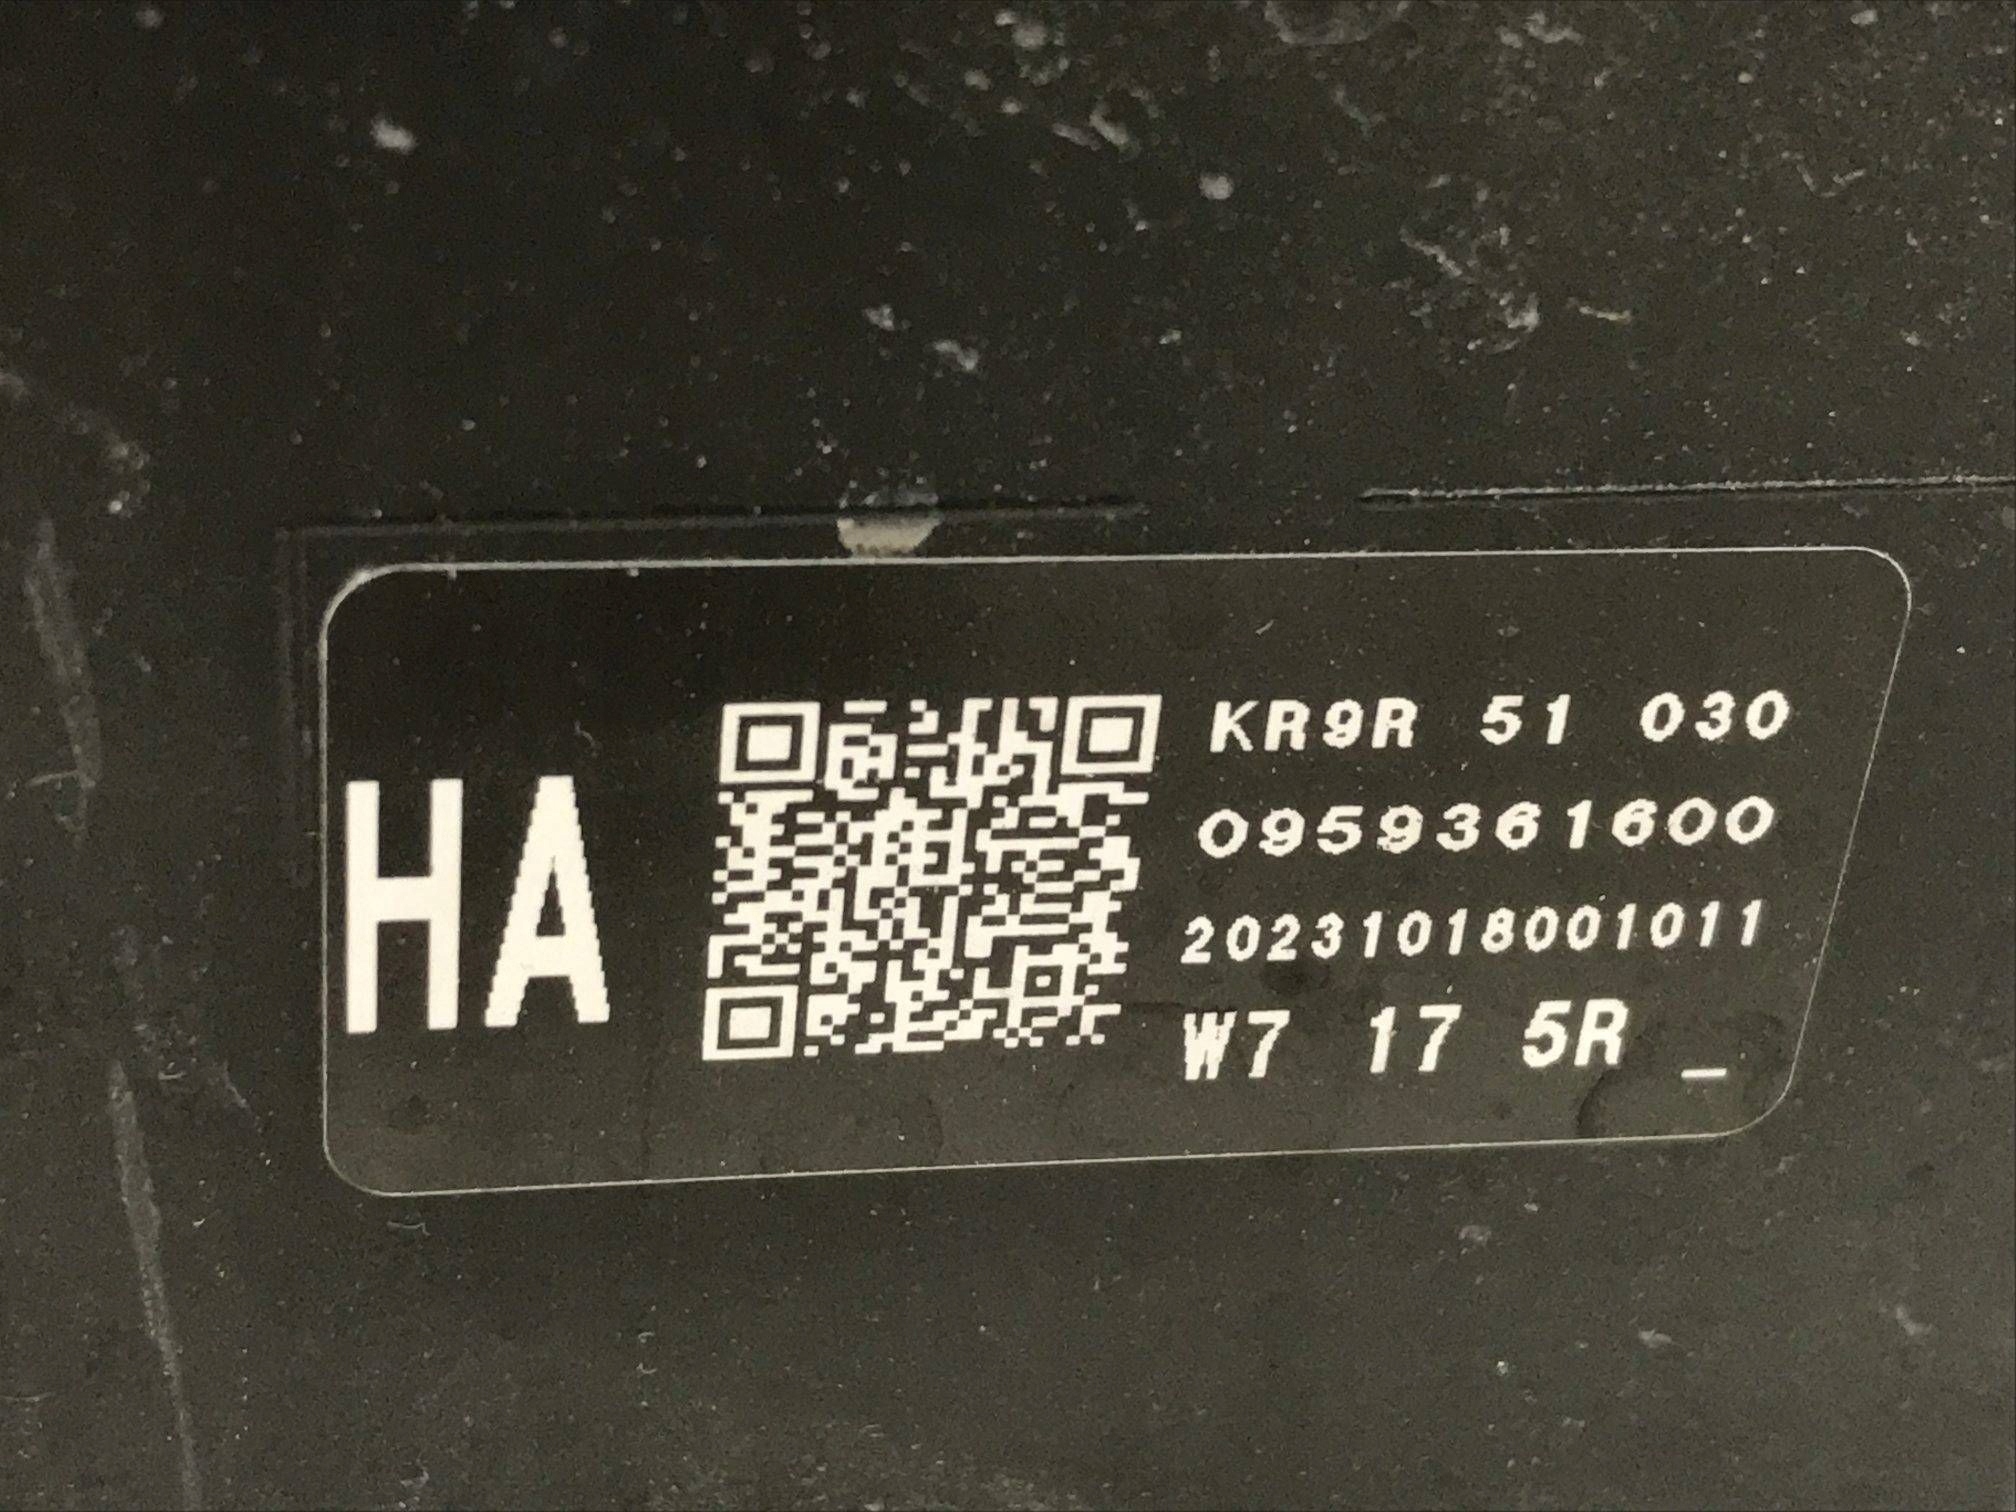 HA
KR9R 51 030
0959361600
20231018001011
W7 17 5R _